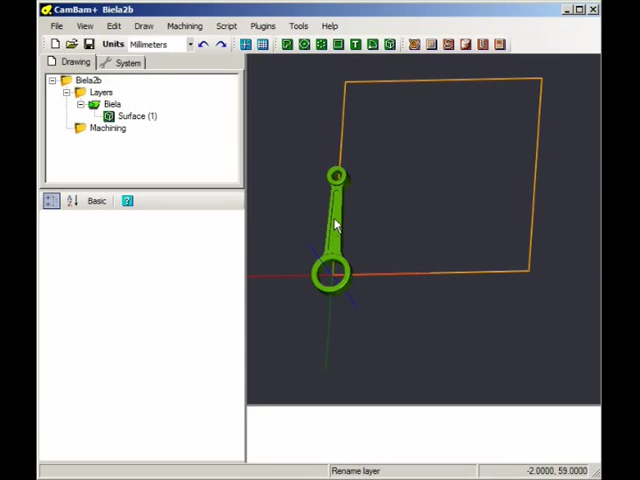 CamBam+ Biela2b
File View Edit Draw Machining Script Plugins Tools Help
Units Millimeters
Drawing System
Biela2b
Layers
Biela
Surface (1)
Machining
Basic
Rename layer -2.0000, 59.0000